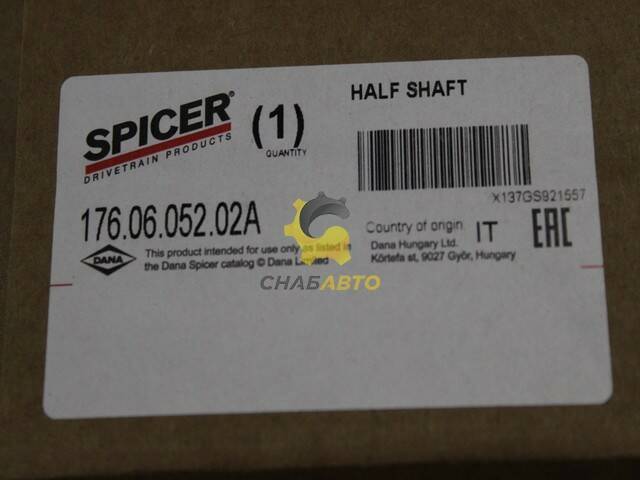 SPICER®
DRIVETRAIN PRODUCTS
(1)
QUANTITY
HALF SHAFT
X137GS921557
176.06.052.02A
Country of origin IT
EAC
DANA
This product intended for use only as listed in
the Dana Spicer catalog © Dana Limited
Dana Hungary Ltd.
Körtefa st, 9027 Győr, Hungary
СНАБАВТО